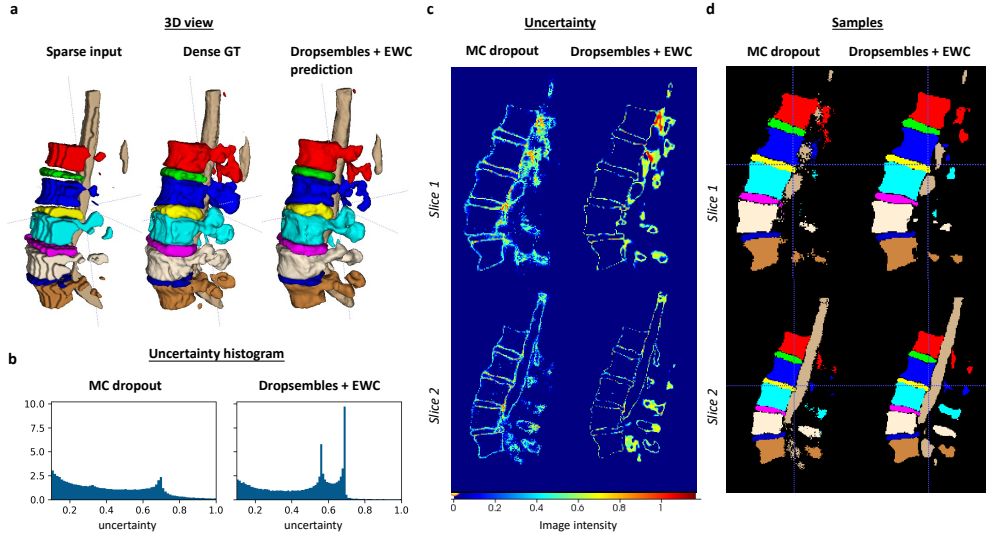 a
3D view
Sparse input
Dense GT
Dropsembles + EWC
prediction
b
Uncertainty histogram
MC dropout
Dropsembles + EWC
10.0
7.5
5.0
2.5
0.0
0.2 0.4 0.6 0.8 1.0
0.2 0.4 0.6 0.8 1.0
uncertainty
uncertainty
c
Uncertainty
MC dropout
Dropsembles + EWC
Slice 1
Slice 2
0 0.2 0.4 0.6 0.8 1
Image intensity
d
Samples
MC dropout
Dropsembles + EWC
Slice 1
Slice 2